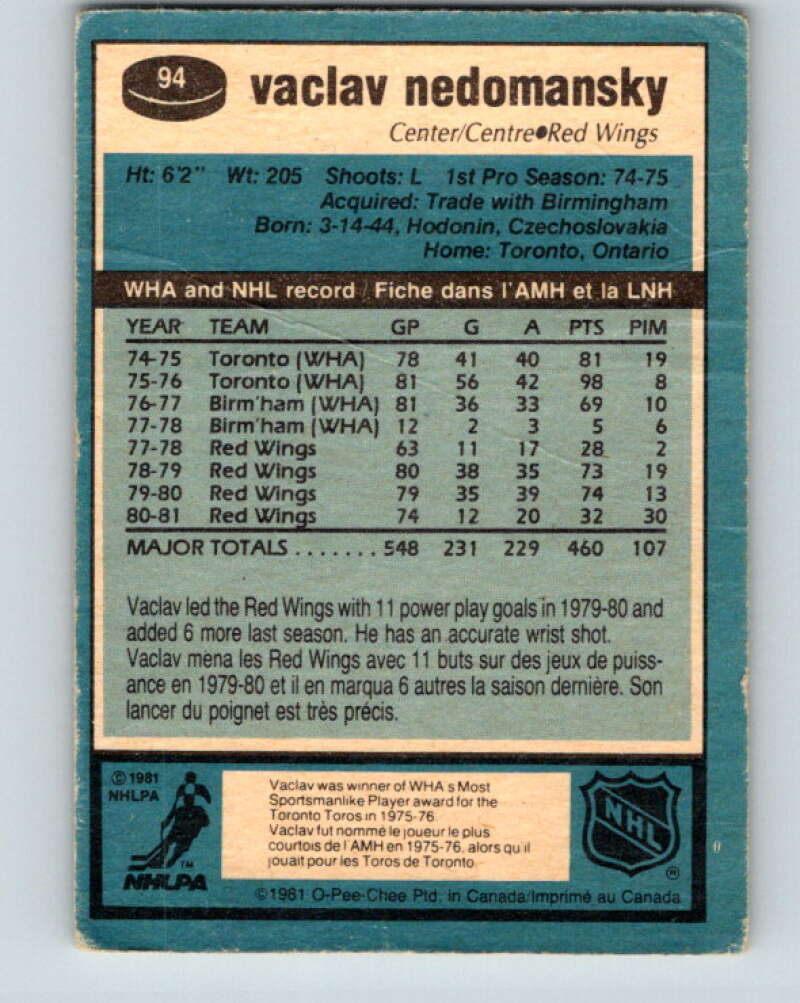 94
vaclav nedomansky
Center/Centre●Red Wings
Ht: 6'2" Wt: 205 Shoots: L 1st Pro Season: 74-75
Acquired: Trade with Birmingham
Born: 3-14-44, Hodonin, Czechoslovakia
Home: Toronto, Ontario
WHA and NHL record / Fiche dans l'AMH et la LNH
YEAR TEAM GP G A PTS PIM
74-75 Toronto (WHA) 78 41 40 81 19
75-76 Toronto (WHA) 81 56 42 98 8
76-77 Birm'ham (WHA) 81 36 33 69 10
77-78 Birm'ham (WHA) 12 2 3 5 6
77-78 Red Wings 63 11 17 28 2
78-79 Red Wings 80 38 35 73 19
79-80 Red Wings 79 35 39 74 13
80-81 Red Wings 74 12 20 32 30
MAJOR TOTALS ....... 548 231 229 460 107
Vaclav led the Red Wings with 11 power play goals in 1979-80 and
added 6 more last season. He has an accurate wrist shot.
Vaclav mena les Red Wings avec 11 buts sur des jeux de puiss-
ance en 1979-80 et il en marqua 6 autres la saison dernière. Son
lancer du poignet est très précis.
©1981
NHLPA
TM
NHLPA
Vaclav was winner of WHA s Most
Sportsmanlike Player award for the
Toronto Toros in 1975-76.
Vaclav fut nommé le joueur le plus
courtois de l'AMH en 1975-76, alors qu il
jouait pour les Toros de Toronto
NHL
®
©1981 O-Pee-Chee Ptd. in Canada/Imprimé au Canada